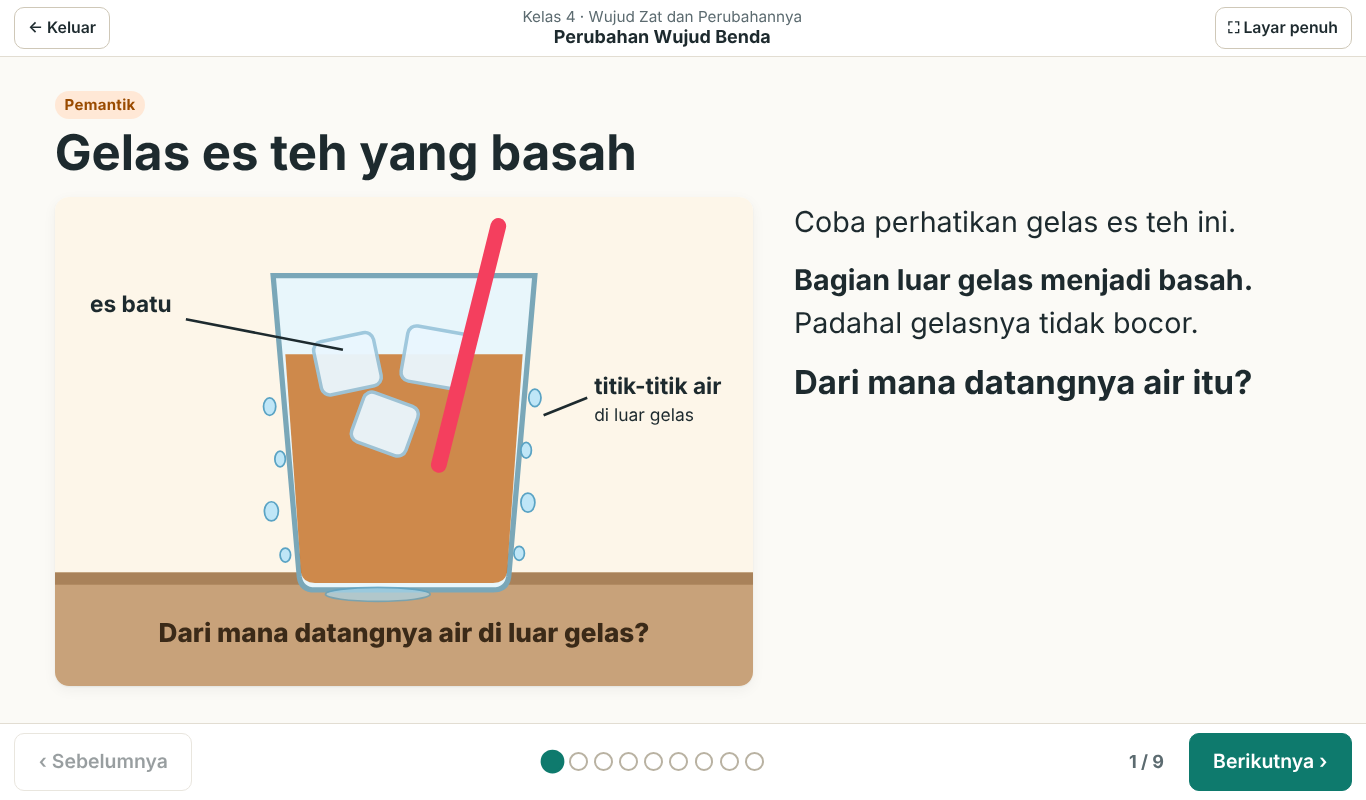 ← Keluar
Kelas 4 · Wujud Zat dan Perubahannya
Perubahan Wujud Benda
Layar penuh
Pemantik
Gelas es teh yang basah
es batu
titik-titik air
di luar gelas
Dari mana datangnya air di luar gelas?
Coba perhatikan gelas es teh ini.
Bagian luar gelas menjadi basah.
Padahal gelasnya tidak bocor.
Dari mana datangnya air itu?
‹ Sebelumnya
1 / 9
Berikutnya ›